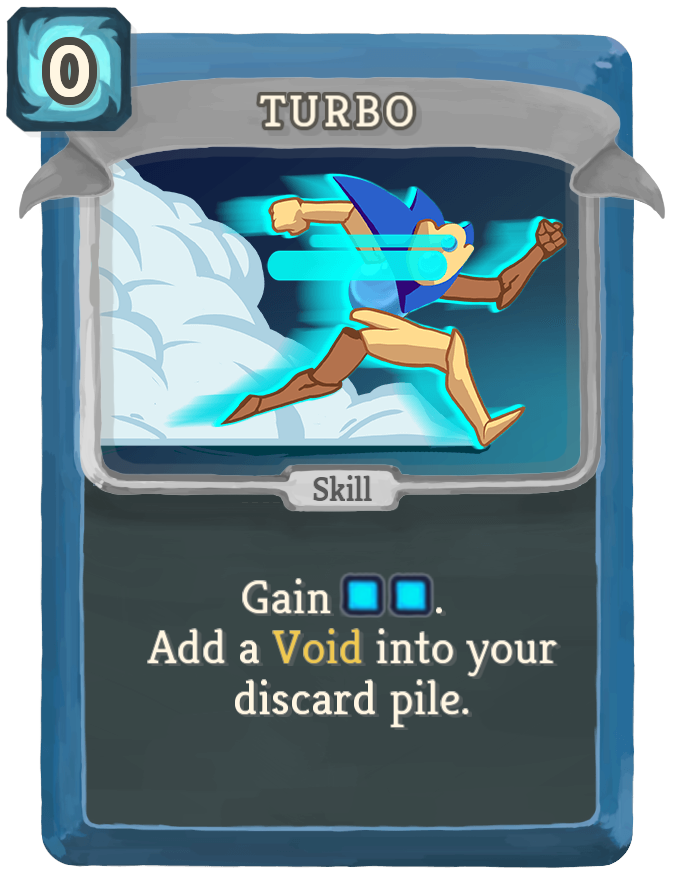 0
TURBO
Skill
Gain .
Add a Void into your
discard pile.